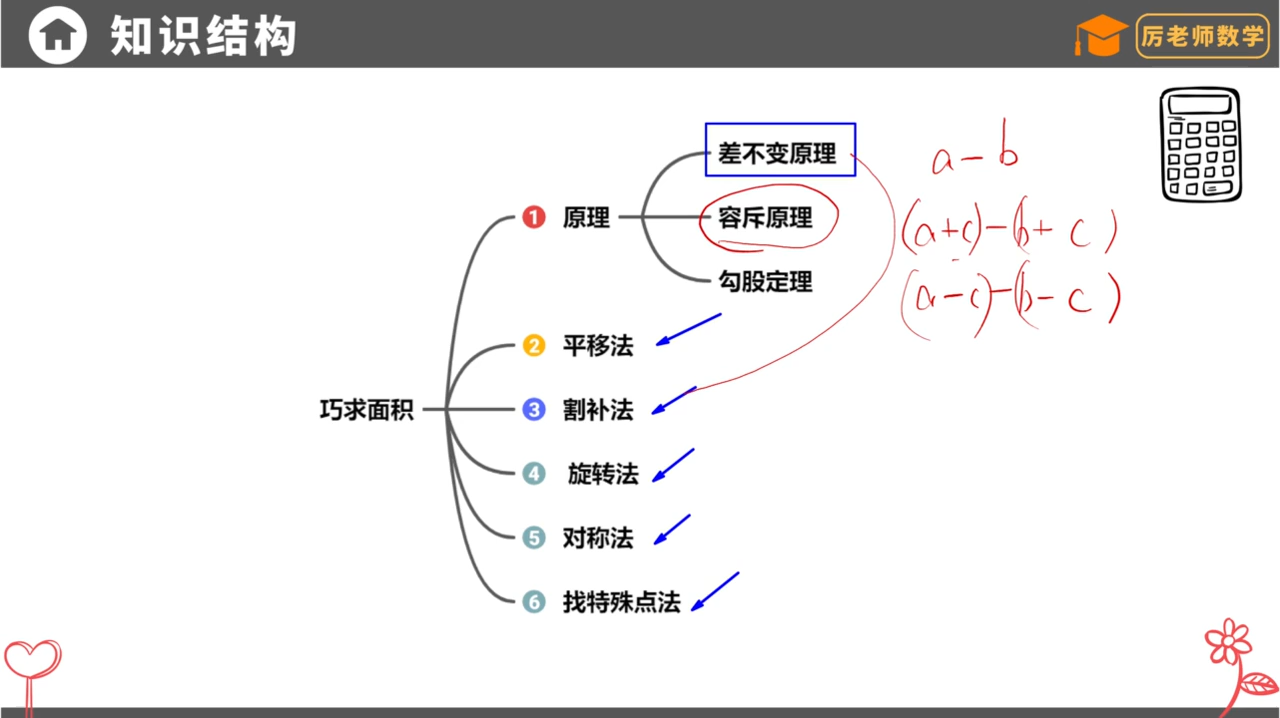 知识结构
厉老师数学
差不变原理
a-b
1 原理
容斥原理
(a+c)-(b+c)
勾股定理
(a-c)-(b-c)
2 平移法
巧求面积
3 割补法
4 旋转法
5 对称法
6 找特殊点法